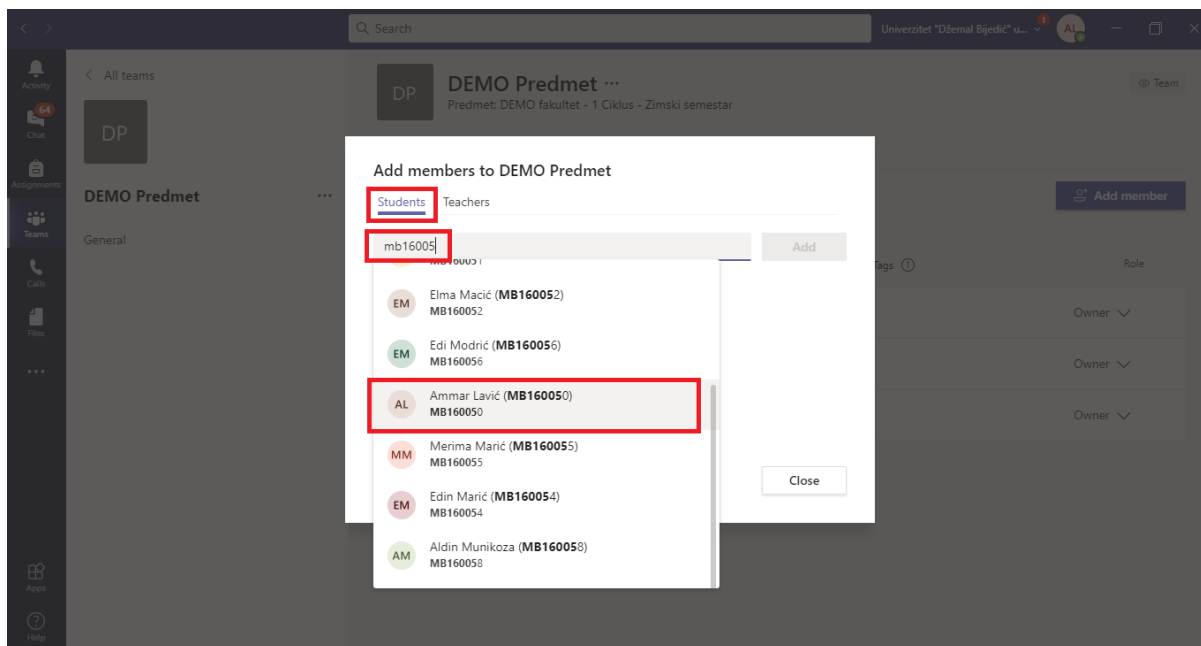 Search
Univerzitet "Džemal Bijedić" u...
1
AL
Activity
64
Chat
Assignments
Teams
Calls
Files
Apps
Help
All teams
DP
DEMO Predmet
General
DP
DEMO Predmet
Predmet: DEMO fakultet - 1 Ciklus - Zimski semestar
Team
Add member
Tags
Role
Owner
Owner
Owner
Add members to DEMO Predmet
Students Teachers
mb16005
Add
MB160051
EM
Elma Macić (MB160052)
MB160052
EM
Edi Modrić (MB160056)
MB160056
AL
Ammar Lavić (MB160050)
MB160050
MM
Merima Marić (MB160055)
MB160055
EM
Edin Marić (MB160054)
MB160054
AM
Aldin Munikoza (MB160058)
MB160058
Close